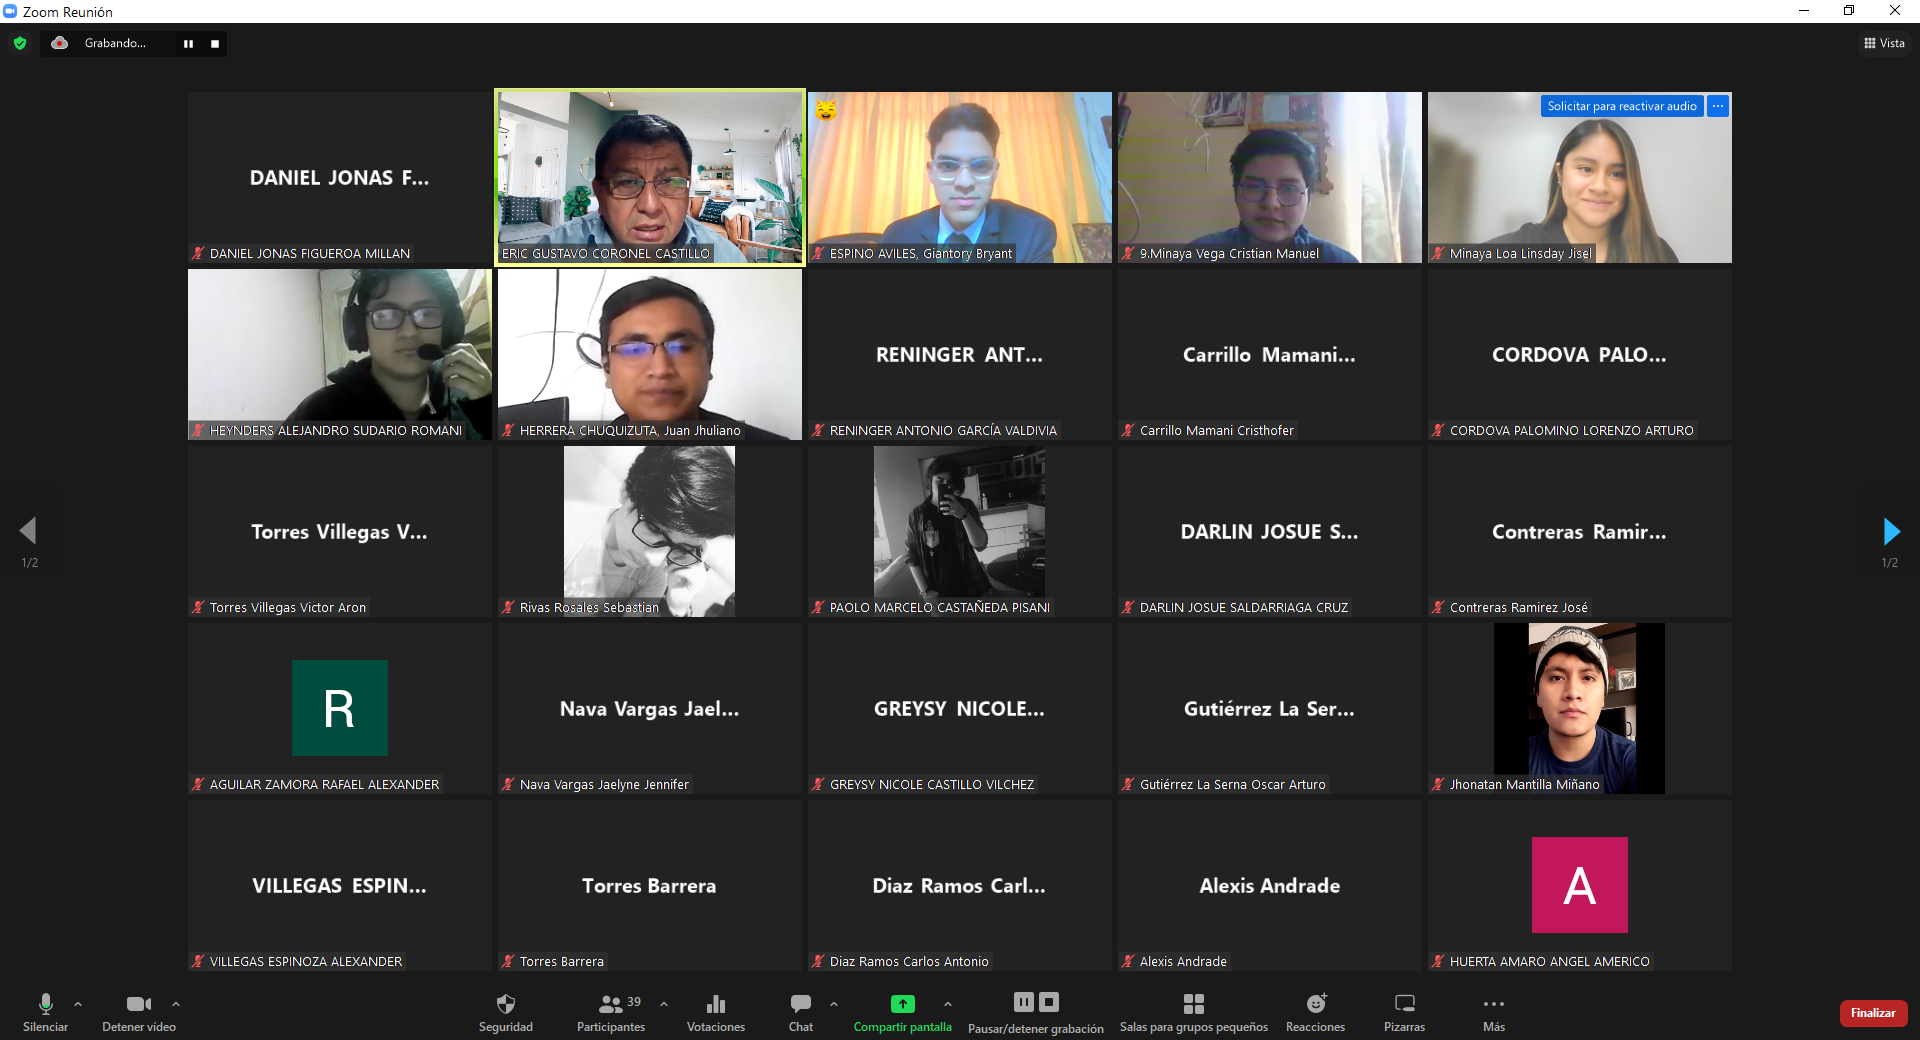 Zoom Reunión
Grabando...
Vista
DANIEL JONAS F...
Solicitar para reactivar audio
DANIEL JONAS FIGUEROA MILLAN
ERIC GUSTAVO CORONEL CASTILLO
ESPINO AVILES, Giantory Bryant
9.Minaya Vega Cristian Manuel
Minaya Loa Linsday Jisel
RENINGER ANT...
Carrillo Mamani...
CORDOVA PALO...
HEYNDERS ALEJANDRO SUDARIO ROMANI
HERRERA CHUQUIZUTA, Juan Jhuliano
RENINGER ANTONIO GARCÍA VALDIVIA
Carrillo Mamani Cristhofer
CORDOVA PALOMINO LORENZO ARTURO
Torres Villegas V...
DARLIN JOSUE S...
Contreras Ramir...
1/2
1/2
Torres Villegas Victor Aron
Rivas Rosales Sebastian
PAOLO MARCELO CASTAÑEDA PISANI
DARLIN JOSUE SALDARRIAGA CRUZ
Contreras Ramirez José
R
Nava Vargas Jael...
GREYSY NICOLE...
Gutiérrez La Ser...
AGUILAR ZAMORA RAFAEL ALEXANDER
Nava Vargas Jaelyne Jennifer
GREYSY NICOLE CASTILLO VILCHEZ
Gutiérrez La Serna Oscar Arturo
Jhonatan Mantilla Miñano
VILLEGAS ESPIN...
Torres Barrera
Diaz Ramos Carl...
Alexis Andrade
A
VILLEGAS ESPINOZA ALEXANDER
Torres Barrera
Diaz Ramos Carlos Antonio
Alexis Andrade
HUERTA AMARO ANGEL AMERICO
39
Silenciar
Detener vídeo
Seguridad
Participantes
Votaciones
Chat
Compartir pantalla
Pausar/detener grabación
Salas para grupos pequeños
Reacciones
Pizarras
Más
Finalizar